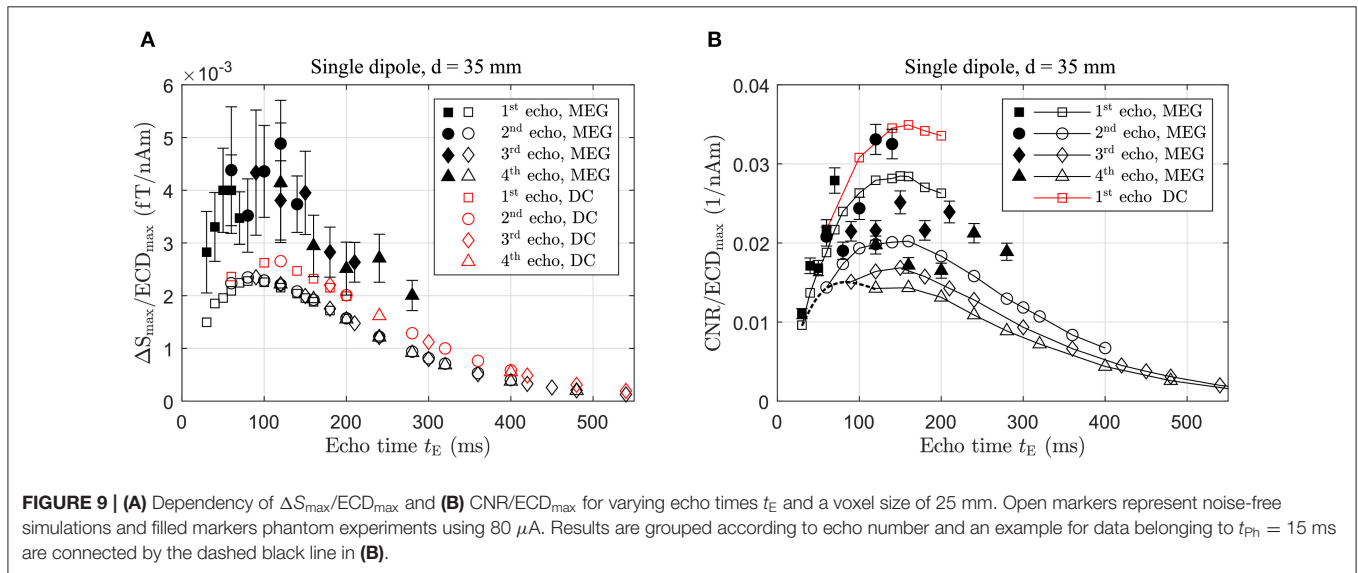 A
Single dipole, d = 35 mm
× 10⁻³
6
5
4
3
2
1
0
0 100 200 300 400 500
ΔS_max/ECD_max (fT/nAm)
Echo time t_E (ms)
1st echo, MEG
2nd echo, MEG
3rd echo, MEG
4th echo, MEG
1st echo, DC
2nd echo, DC
3rd echo, DC
4th echo, DC
B
Single dipole, d = 35 mm
0.04
0.03
0.02
0.01
0
0 100 200 300 400 500
CNR/ECD_max (1/nAm)
Echo time t_E (ms)
1st echo, MEG
2nd echo, MEG
3rd echo, MEG
4th echo, MEG
1st echo DC
FIGURE 9 | (A) Dependency of ΔS_max/ECD_max and (B) CNR/ECD_max for varying echo times t_E and a voxel size of 25 mm. Open markers represent noise-free
simulations and filled markers phantom experiments using 80 μA. Results are grouped according to echo number and an example for data belonging to t_Ph = 15 ms
are connected by the dashed black line in (B).